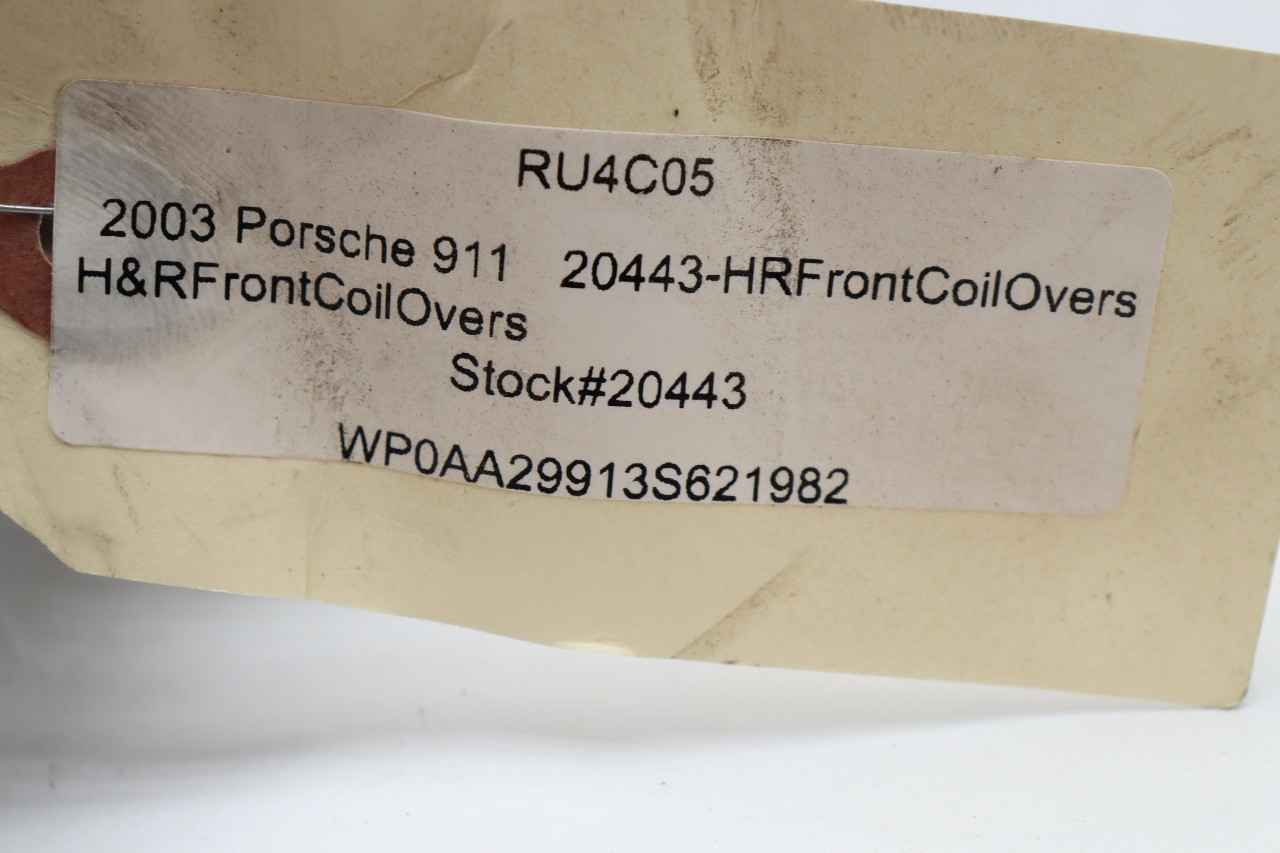 RU4C05
2003 Porsche 911 20443-HRFrontCoilOvers
H&RFrontCoilOvers
Stock#20443
WP0AA29913S621982